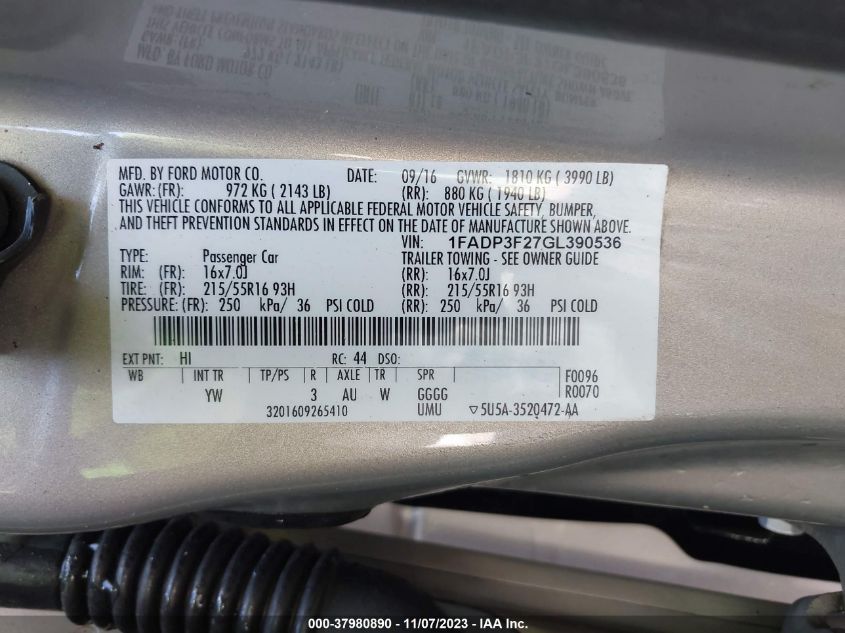 MFD. BY FORD MOTOR CO. DATE: 09/16 GVWR: 1810 KG ( 3990 LB)
GAWR:(FR): 972 KG ( 2143 LB) (RR): 880 KG ( 1940 LB)
THIS VEHICLE CONFORMS TO ALL APPLICABLE FEDERAL MOTOR VEHICLE SAFETY, BUMPER,
AND THEFT PREVENTION STANDARDS IN EFFECT ON THE DATE OF MANUFACTURE SHOWN ABOVE.
VIN: 1FADP3F27GL390536
TYPE: Passenger Car TRAILER TOWING - SEE OWNER GUIDE
RIM: (FR): 16x7.0J (RR): 16x7.0J
TIRE: (FR): 215/55R16 93H (RR): 215/55R16 93H
PRESSURE: (FR): 250 kPa/ 36 PSI COLD (RR): 250 kPa/ 36 PSI COLD
EXT PNT: HI RC: 44 DSO:
WB INT TR TP/PS R AXLE TR SPR F0096
YW 3 AU W GGGG R0070
3201609265410 UMU ▽5U5A-3520472-AA
000-37980890 - 11/07/2023 - IAA Inc.